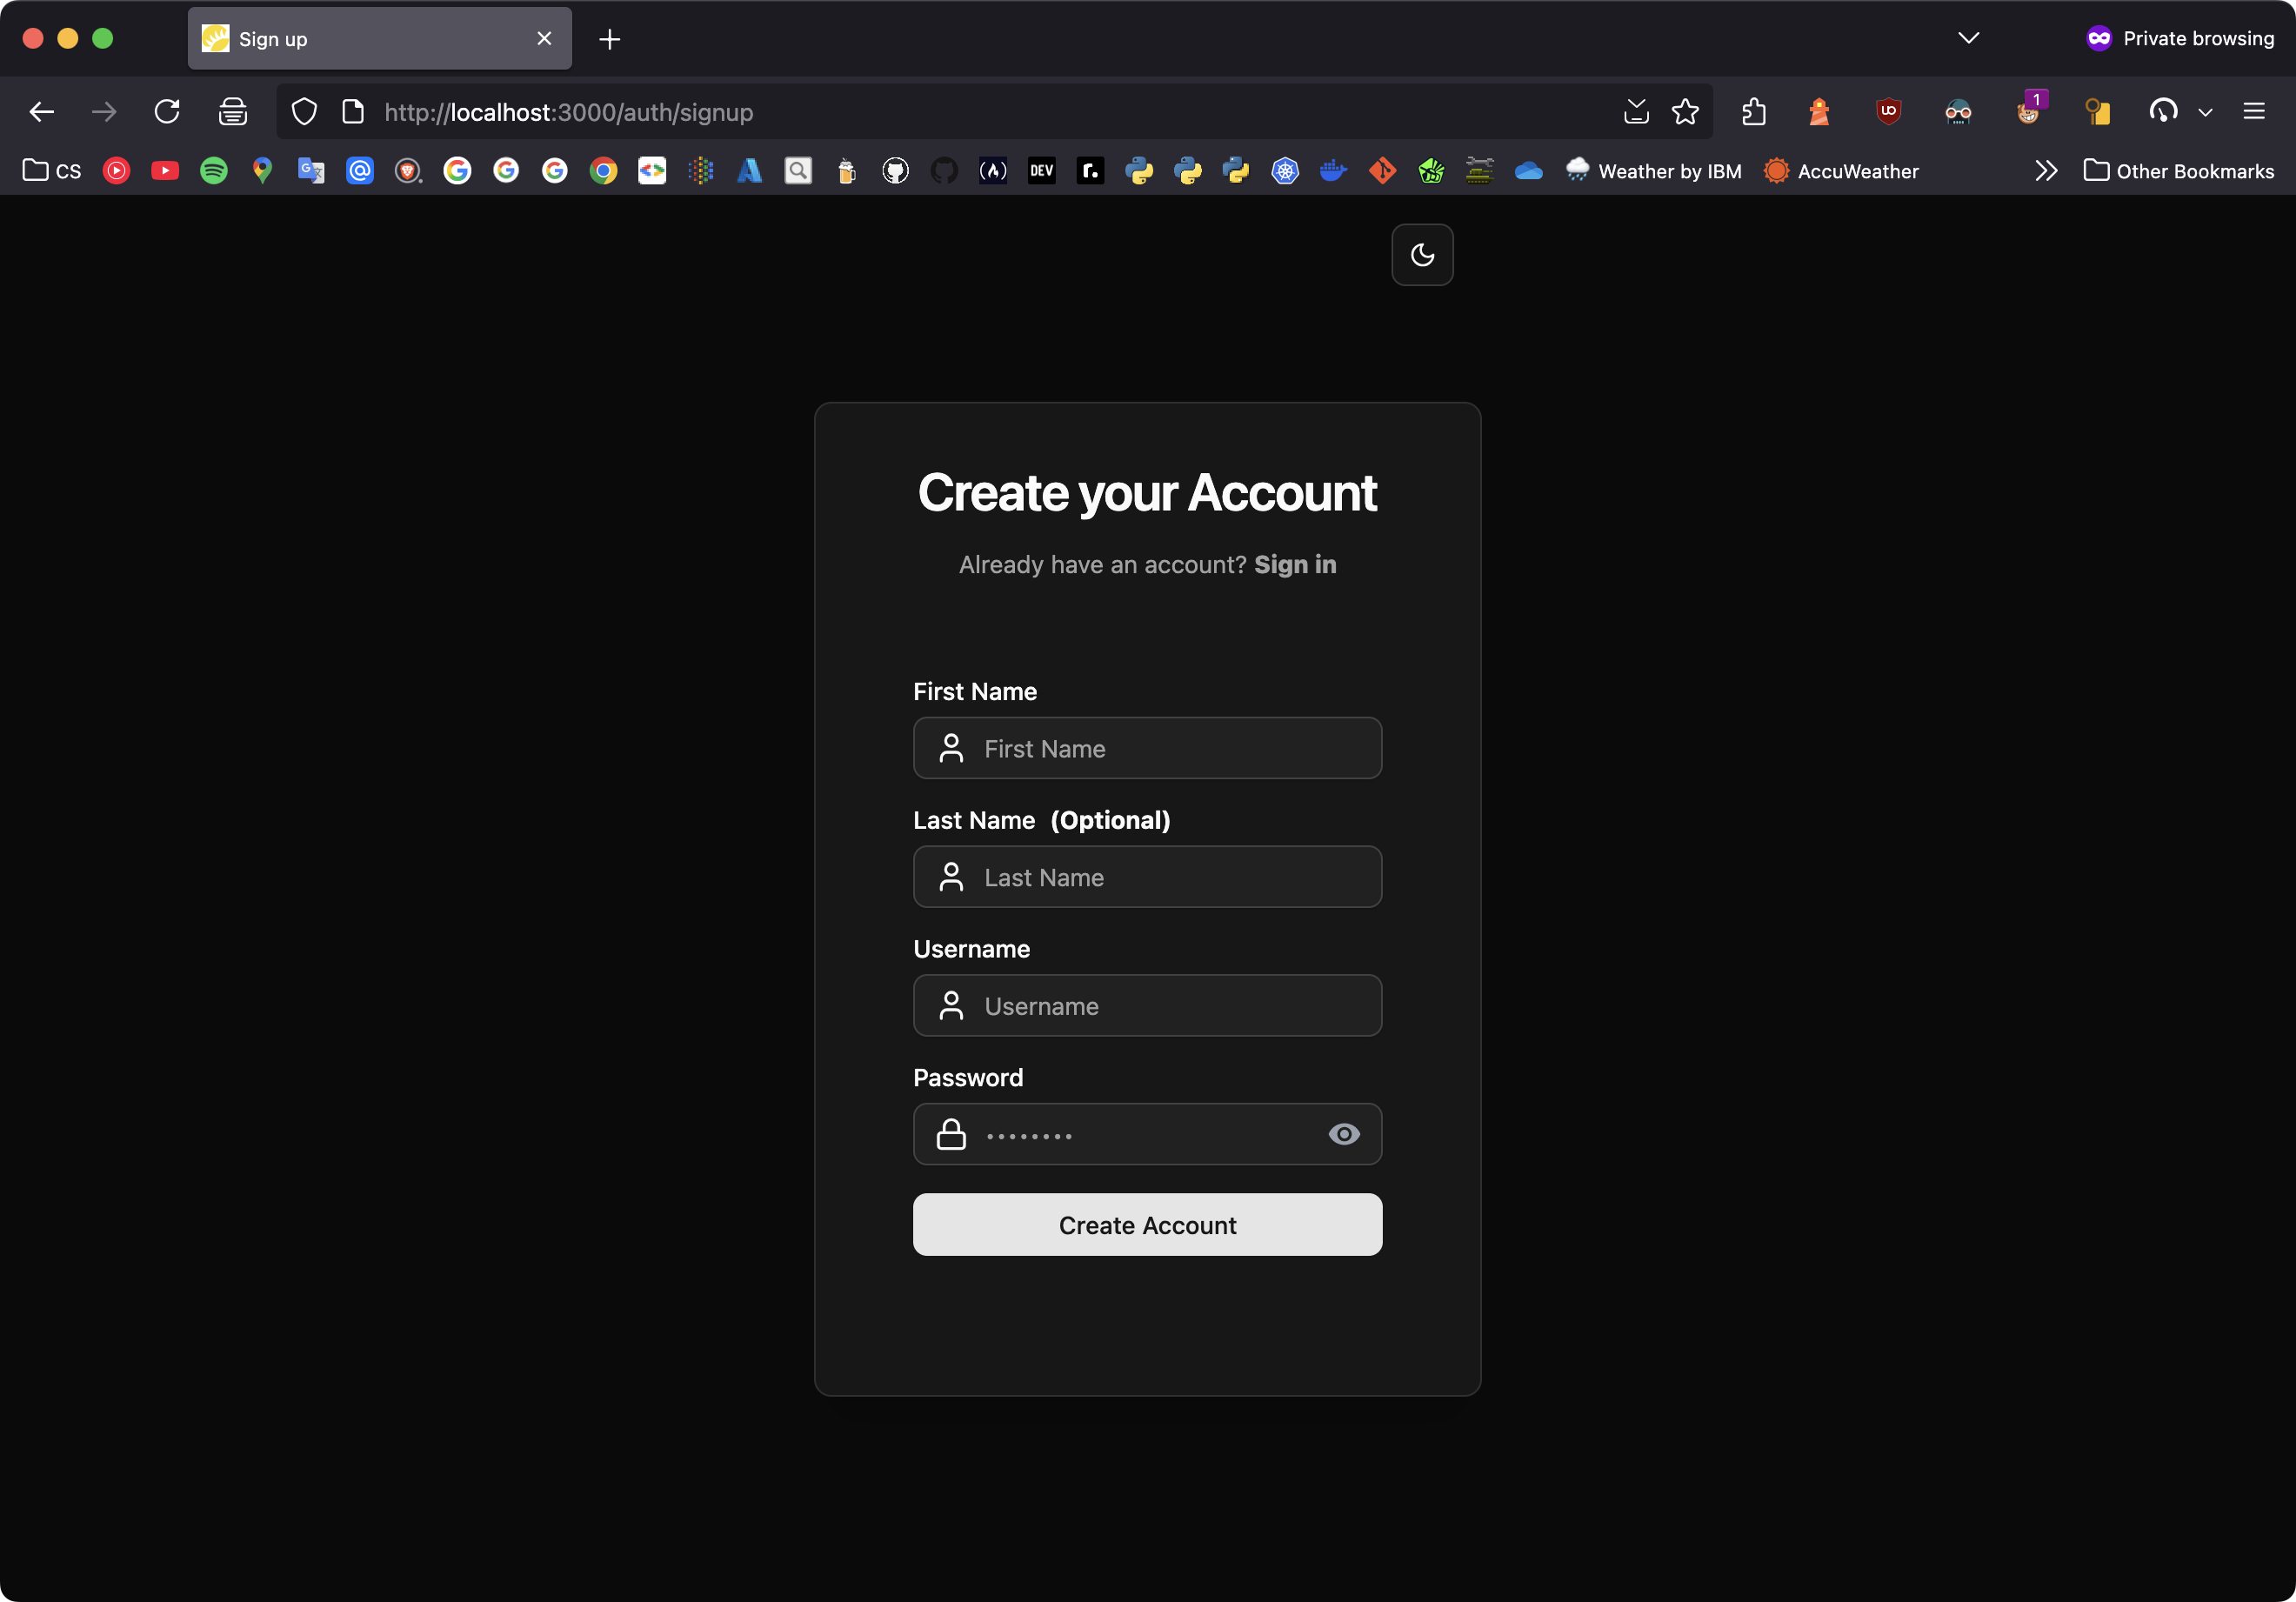 Sign up
Private browsing
http://localhost:3000/auth/signup
1
CS
DEV
r.
Weather by IBM
AccuWeather
Other Bookmarks
Create your Account
Already have an account? Sign in
First Name
First Name
Last Name (Optional)
Last Name
Username
Username
Password
Create Account